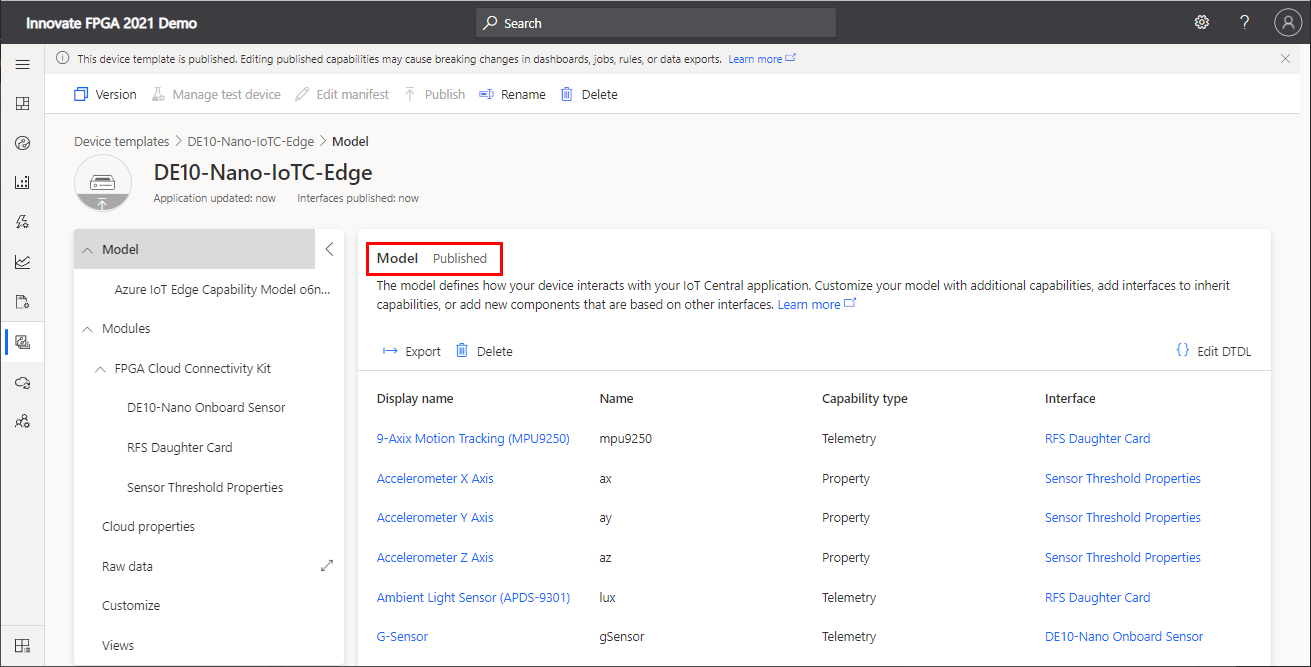 Innovate FPGA 2021 Demo
Search
?
This device template is published. Editing published capabilities may cause breaking changes in dashboards, jobs, rules, or data exports. Learn more
Version Manage test device Edit manifest Publish Rename Delete
Device templates > DE10-Nano-IoTC-Edge > Model
DE10-Nano-IoTC-Edge
Application updated: now Interfaces published: now
Model
Azure IoT Edge Capability Model o6n...
Modules
FPGA Cloud Connectivity Kit
DE10-Nano Onboard Sensor
RFS Daughter Card
Sensor Threshold Properties
Cloud properties
Raw data
Customize
Views
Model Published
The model defines how your device interacts with your IoT Central application. Customize your model with additional capabilities, add interfaces to inherit
capabilities, or add new components that are based on other interfaces. Learn more
Export Delete {} Edit DTDL
Display name Name Capability type Interface
9-Axix Motion Tracking (MPU9250) mpu9250 Telemetry RFS Daughter Card
Accelerometer X Axis ax Property Sensor Threshold Properties
Accelerometer Y Axis ay Property Sensor Threshold Properties
Accelerometer Z Axis az Property Sensor Threshold Properties
Ambient Light Sensor (APDS-9301) lux Telemetry RFS Daughter Card
G-Sensor gSensor Telemetry DE10-Nano Onboard Sensor